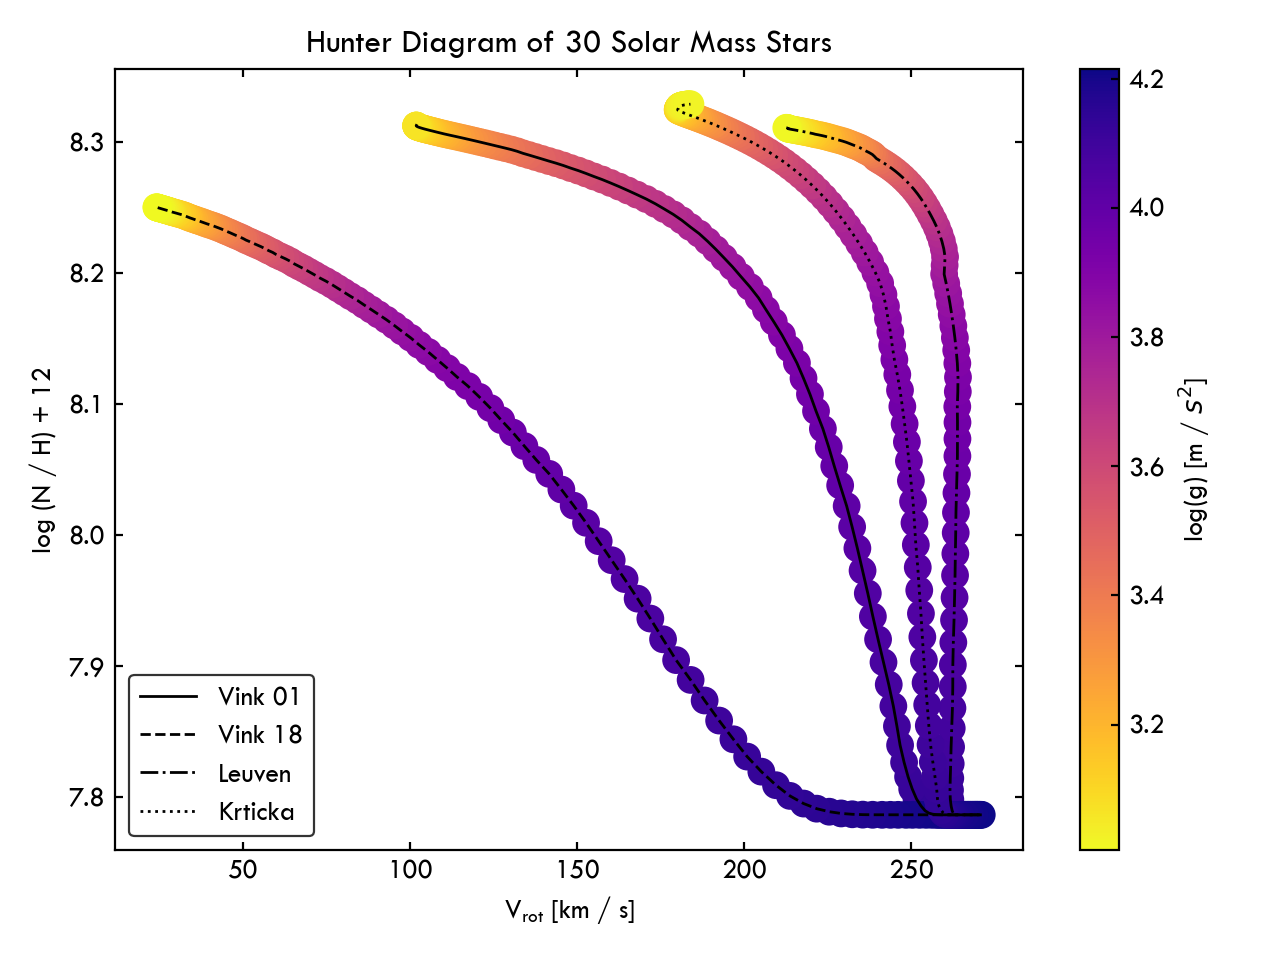 Hunter Diagram of 30 Solar Mass Stars
8.3
8.2
8.1
8.0
7.9
7.8
log (N / H) + 12
50
100
150
200
250
V_rot [km / s]
Vink 01
Vink 18
Leuven
Krticka
4.2
4.0
3.8
3.6
3.4
3.2
log(g) [m / s²]